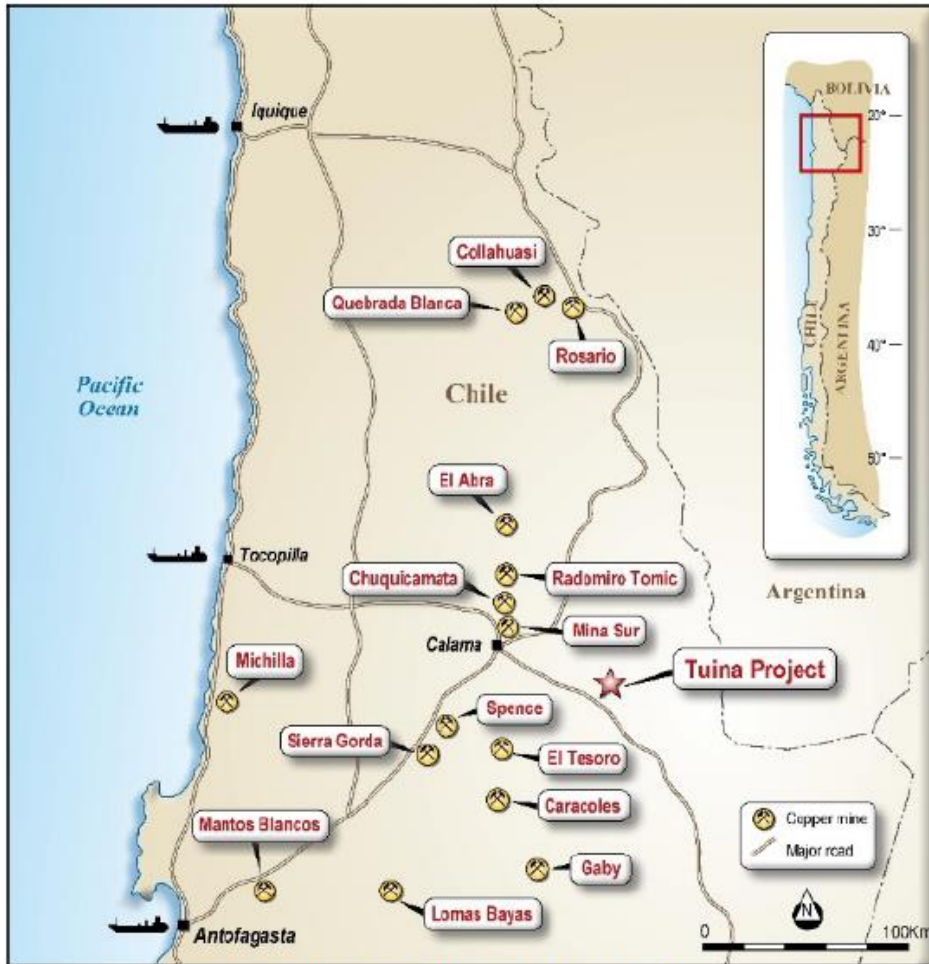 Iquique
BOLIVIA
20°
30°
CHILE
ARGENTINA
40°
50°
Collahuasi
Quebrada Blanca
Rosario
Pacific
Ocean
Chile
El Abra
Tocopilla
Chuquicamata
Radomiro Tomic
Argentina
Calama
Mina Sur
Michilla
Tuina Project
Spence
Sierra Gorda
El Tesoro
Caracoles
Mantos Blancos
Copper mine
Major road
Gaby
Lomas Bayas
Antofagasta
N
0
100Km